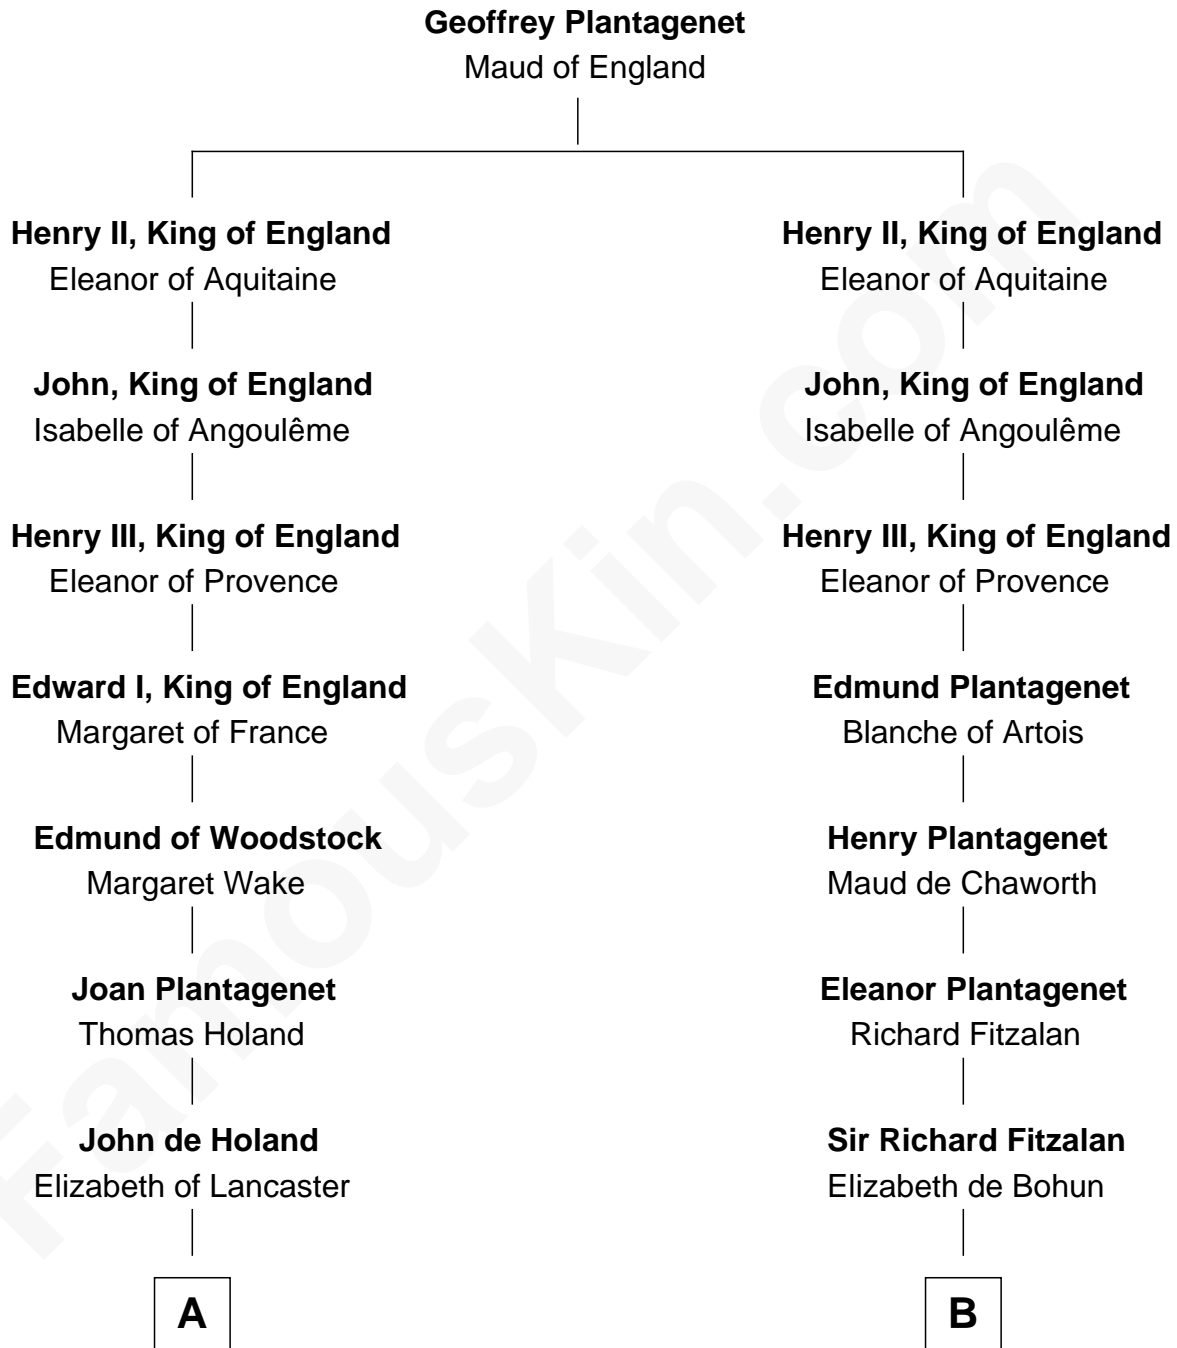 Geoffrey Plantagenet
Maud of England
Henry II, King of England
Eleanor of Aquitaine
John, King of England
Isabelle of Angoulême
Henry III, King of England
Eleanor of Provence
Edward I, King of England
Margaret of France
Edmund of Woodstock
Margaret Wake
Joan Plantagenet
Thomas Holand
John de Holand
Elizabeth of Lancaster
A
Henry II, King of England
Eleanor of Aquitaine
John, King of England
Isabelle of Angoulême
Henry III, King of England
Eleanor of Provence
Edmund Plantagenet
Blanche of Artois
Henry Plantagenet
Maud de Chaworth
Eleanor Plantagenet
Richard Fitzalan
Sir Richard Fitzalan
Elizabeth de Bohun
B
FamousKin.com